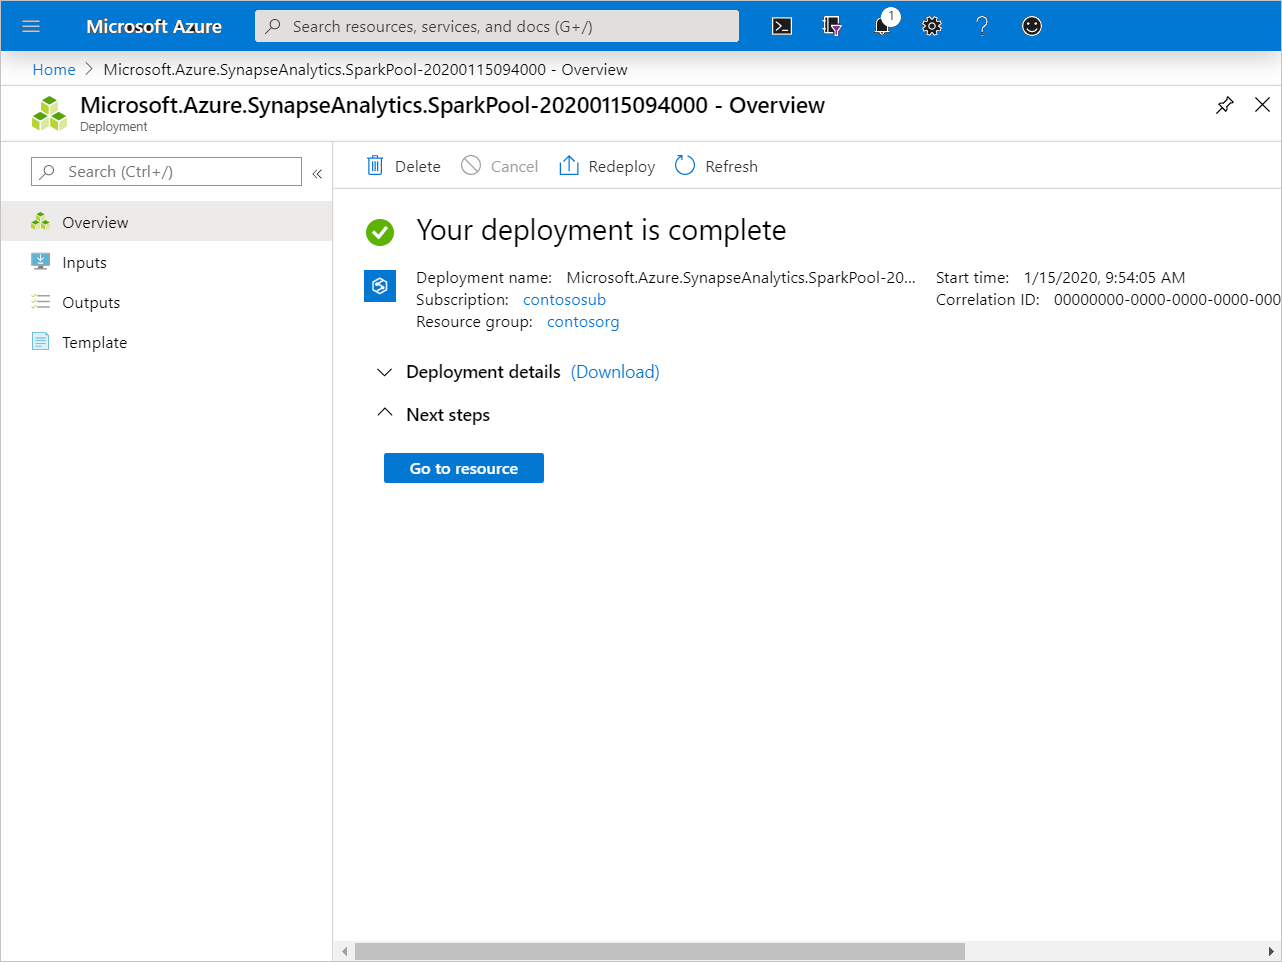 Microsoft Azure
Search resources, services, and docs (G+/)
1
Home > Microsoft.Azure.SynapseAnalytics.SparkPool-20200115094000 - Overview
Microsoft.Azure.SynapseAnalytics.SparkPool-20200115094000 - Overview
Deployment
Search (Ctrl+/)
«
Delete
Cancel
Redeploy
Refresh
Overview
Inputs
Outputs
Template
Your deployment is complete
Deployment name: Microsoft.Azure.SynapseAnalytics.SparkPool-20...
Subscription: contososub
Resource group: contosorg
Start time: 1/15/2020, 9:54:05 AM
Correlation ID: 00000000-0000-0000-0000-000
Deployment details (Download)
Next steps
Go to resource